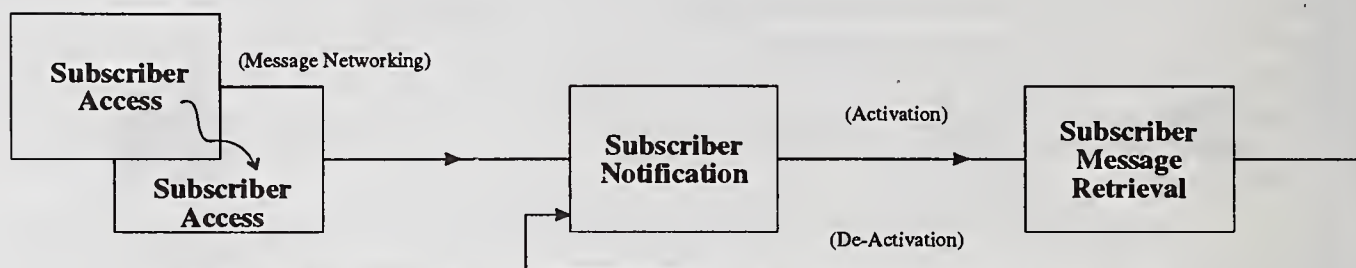 Subscriber
Access
(Message Networking)
Subscriber
Access
Subscriber
Notification
(Activation)
(De-Activation)
Subscriber
Message
Retrieval